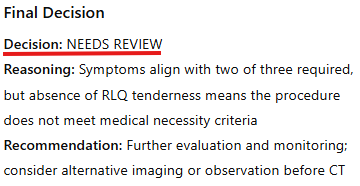 Final Decision
Decision: NEEDS REVIEW
Reasoning: Symptoms align with two of three required,
but absence of RLQ tenderness means the procedure
does not meet medical necessity criteria
Recommendation: Further evaluation and monitoring;
consider alternative imaging or observation before CT